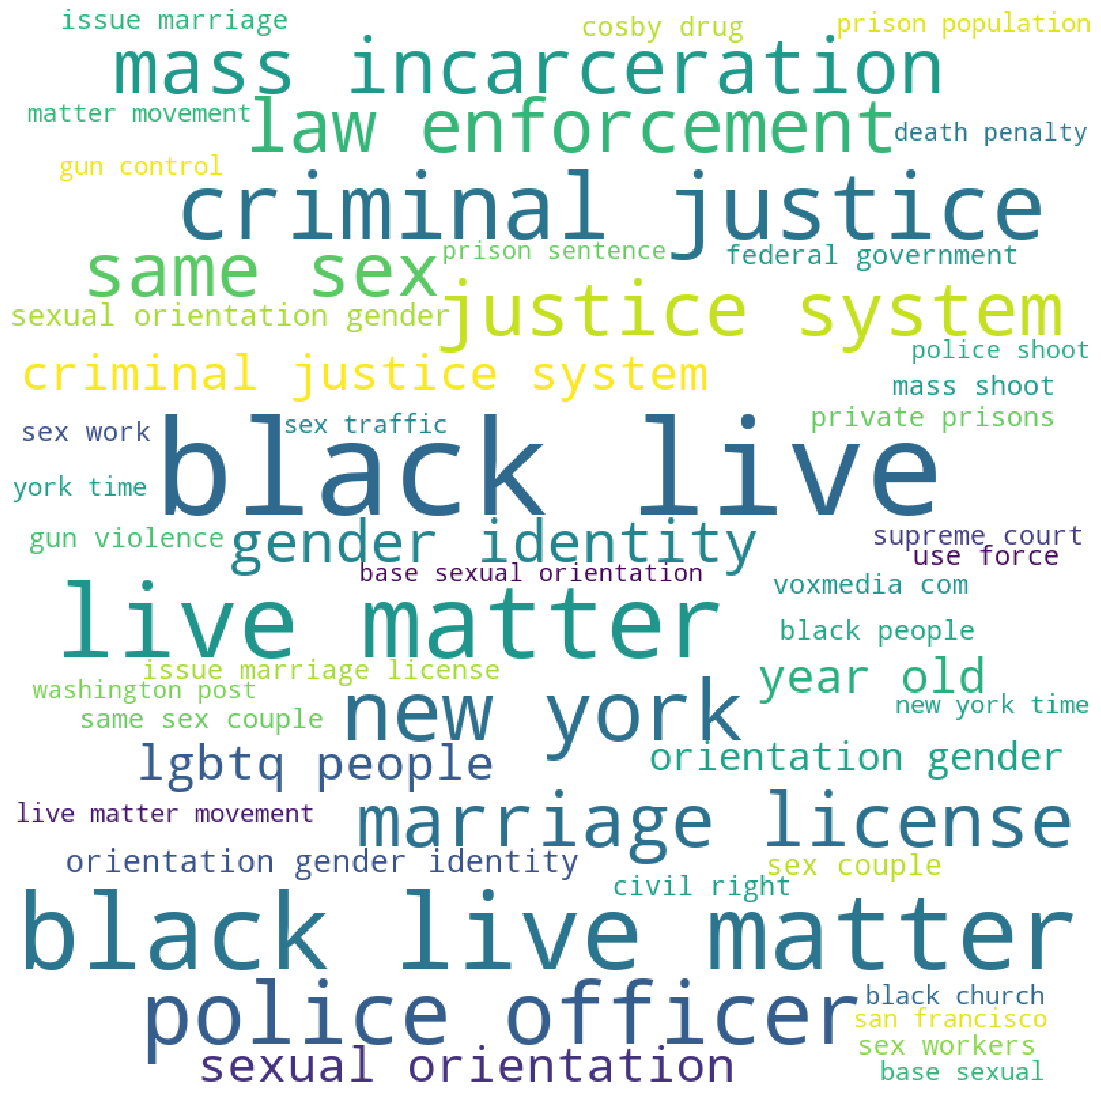 issue marriage
cosby drug
prison population
mass incarceration
matter movement
law enforcement
death penalty
gun control
criminal justice
prison sentence
federal government
same sex
sexual orientation gender
justice system
police shoot
criminal justice system
mass shoot
private prisons
sex work
sex traffic
black live
york time
gun violence
gender identity
supreme court
use force
base sexual orientation
voxmedia com
live matter
black people
issue marriage license
year old
washington post
new york
new york time
same sex couple
lgbtq people
orientation gender
live matter movement
marriage license
orientation gender identity
sex couple
civil right
black live matter
police officer
black church
san francisco
sex workers
sexual orientation
base sexual